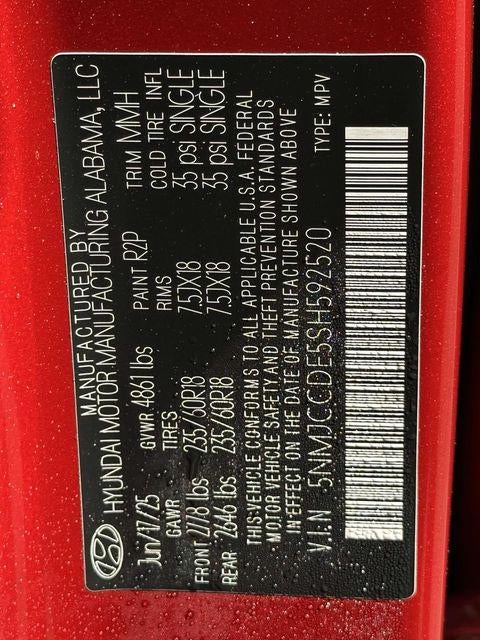 MANUFACTURED BY
HYUNDAI MOTOR MANUFACTURING ALABAMA, LLC
Jun/17/25 GVWR 4861 lbs PAINT R2P TRIM MMH
GAWR TIRES RIMS COLD TIRE INFL
FRONT 2778 lbs 235/60R18 7.5JX18 35 psi SINGLE
REAR 2646 lbs 235/60R18 7.5JX18 35 psi SINGLE
THIS VEHICLE CONFORMS TO ALL APPLICABLE U.S.A. FEDERAL
MOTOR VEHICLE SAFETY AND THEFT PREVENTION STANDARDS
IN EFFECT ON THE DATE OF MANUFACTURE SHOWN ABOVE
V.I.N 5NMJCCDE5SH592520 TYPE: MPV